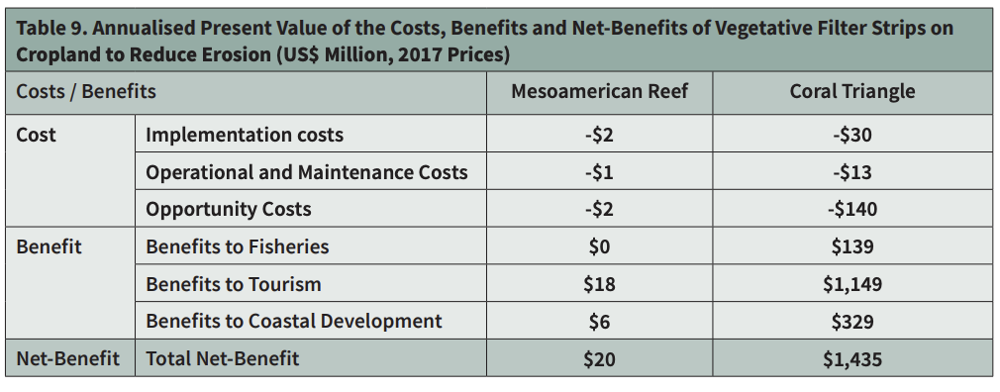 Table 9. Annualised Present Value of the Costs, Benefits and Net-Benefits of Vegetative Filter Strips on
Cropland to Reduce Erosion (US$ Million, 2017 Prices)
Costs / Benefits Mesoamerican Reef Coral Triangle
Cost Implementation costs -$2 -$30
Operational and Maintenance Costs -$1 -$13
Opportunity Costs -$2 -$140
Benefit Benefits to Fisheries $0 $139
Benefits to Tourism $18 $1,149
Benefits to Coastal Development $6 $329
Net-Benefit Total Net-Benefit $20 $1,435